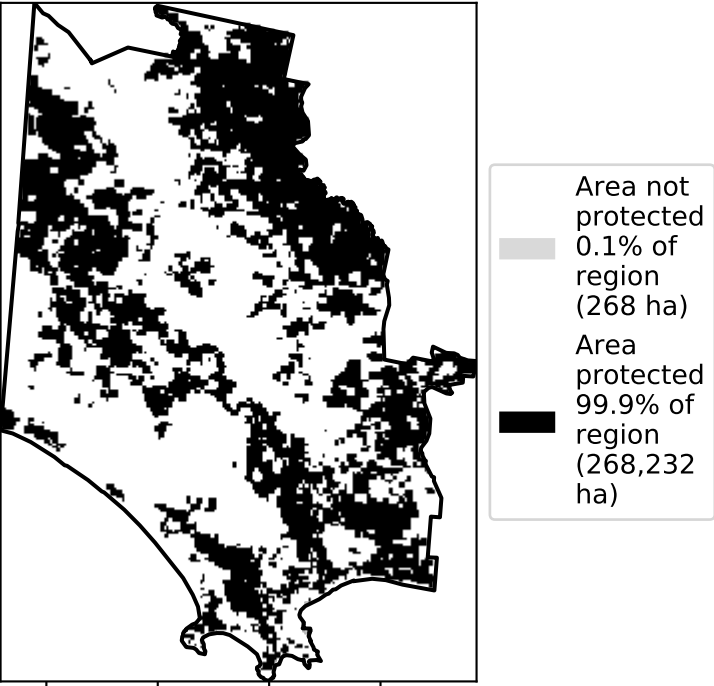 Area not
protected
0.1% of
region
(268 ha)
Area
protected
99.9% of
region
(268,232
ha)